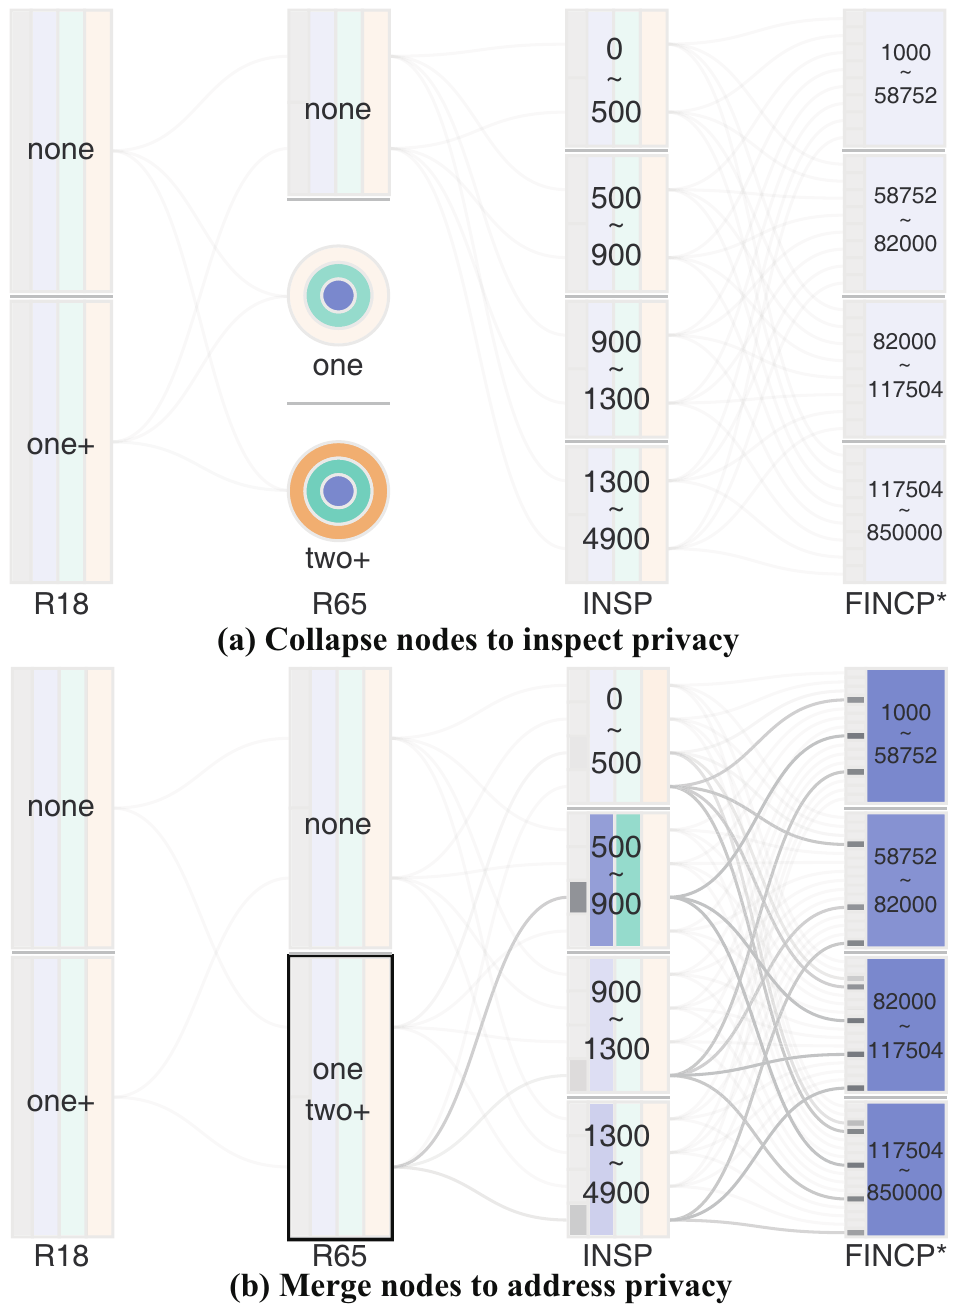 none
one+
R18
none
one
two+
R65
0
~
500
500
~
900
900
~
1300
1300
~
4900
INSP
1000
~
58752
58752
~
82000
82000
~
117504
117504
~
850000
FINCP*
(a) Collapse nodes to inspect privacy
none
one+
R18
none
one
two+
R65
0
~
500
500
~
900
900
~
1300
1300
~
4900
INSP
1000
~
58752
58752
~
82000
82000
~
117504
117504
~
850000
FINCP*
(b) Merge nodes to address privacy